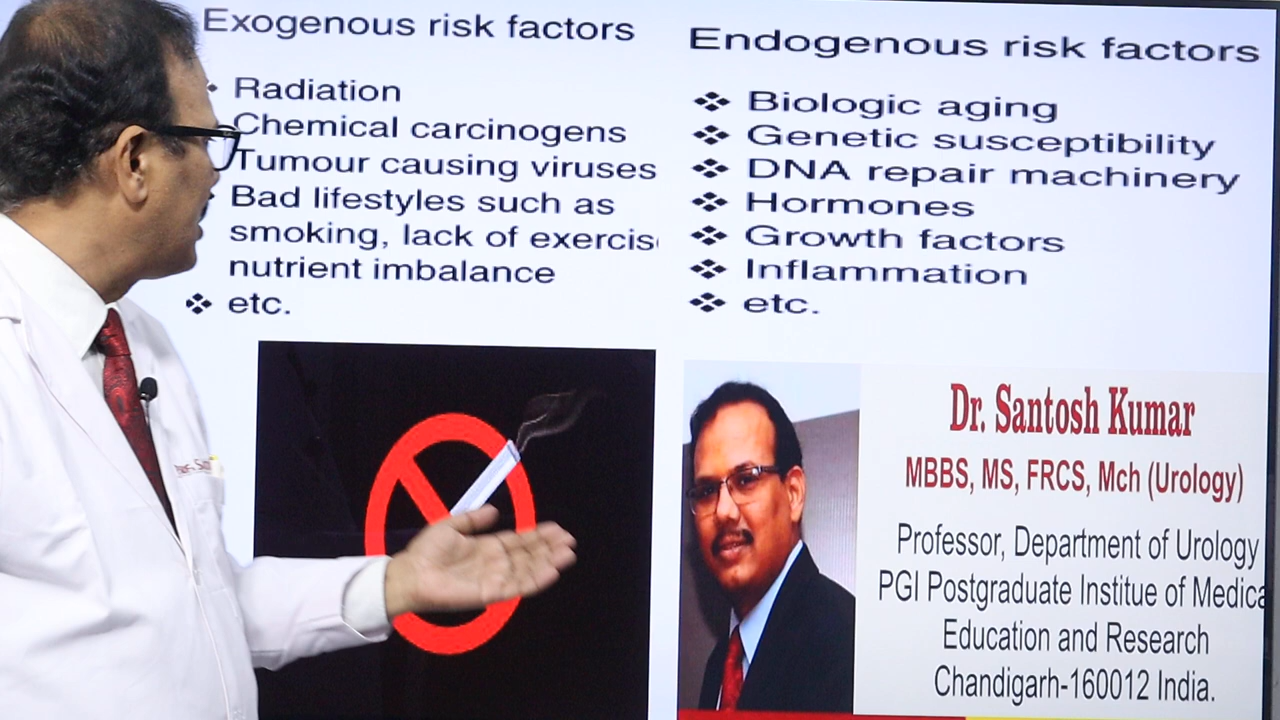 Exogenous risk factors
Radiation
Chemical carcinogens
Tumour causing viruses
Bad lifestyles such as
smoking, lack of exercis
nutrient imbalance
etc.
Endogenous risk factors
Biologic aging
Genetic susceptibility
DNA repair machinery
Hormones
Growth factors
Inflammation
etc.
Dr. Santosh Kumar
MBBS, MS, FRCS, Mch (Urology)
Professor, Department of Urology
PGI Postgraduate Institue of Medica
Education and Research
Chandigarh-160012 India.